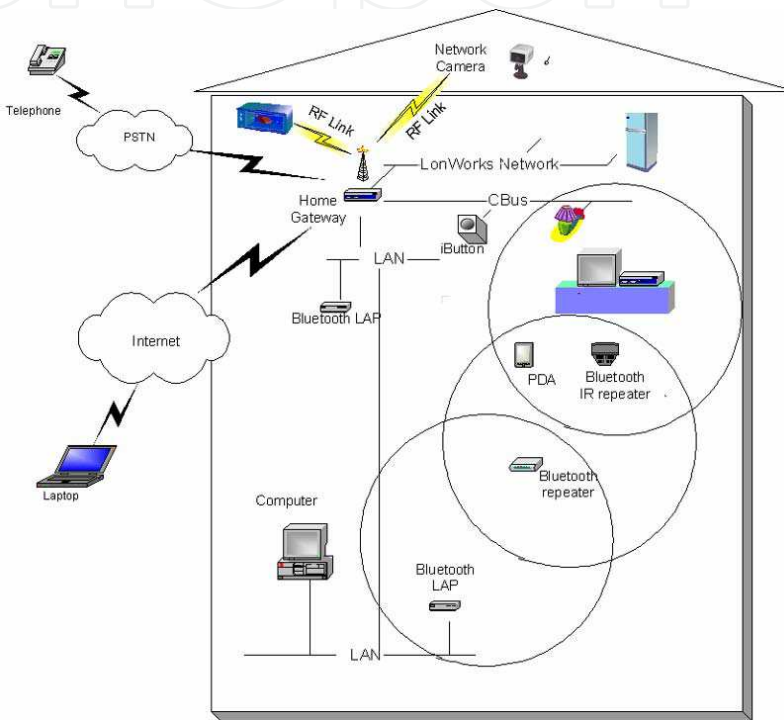 Network
Camera
Telephone
RF Link
RF Link
PSTN
LonWorks Network
Home
Gateway
CBus
iButton
LAN
Bluetooth LAP
Internet
PDA
Bluetooth
IR repeater
Bluetooth
repeater
Laptop
Computer
Bluetooth
LAP
LAN